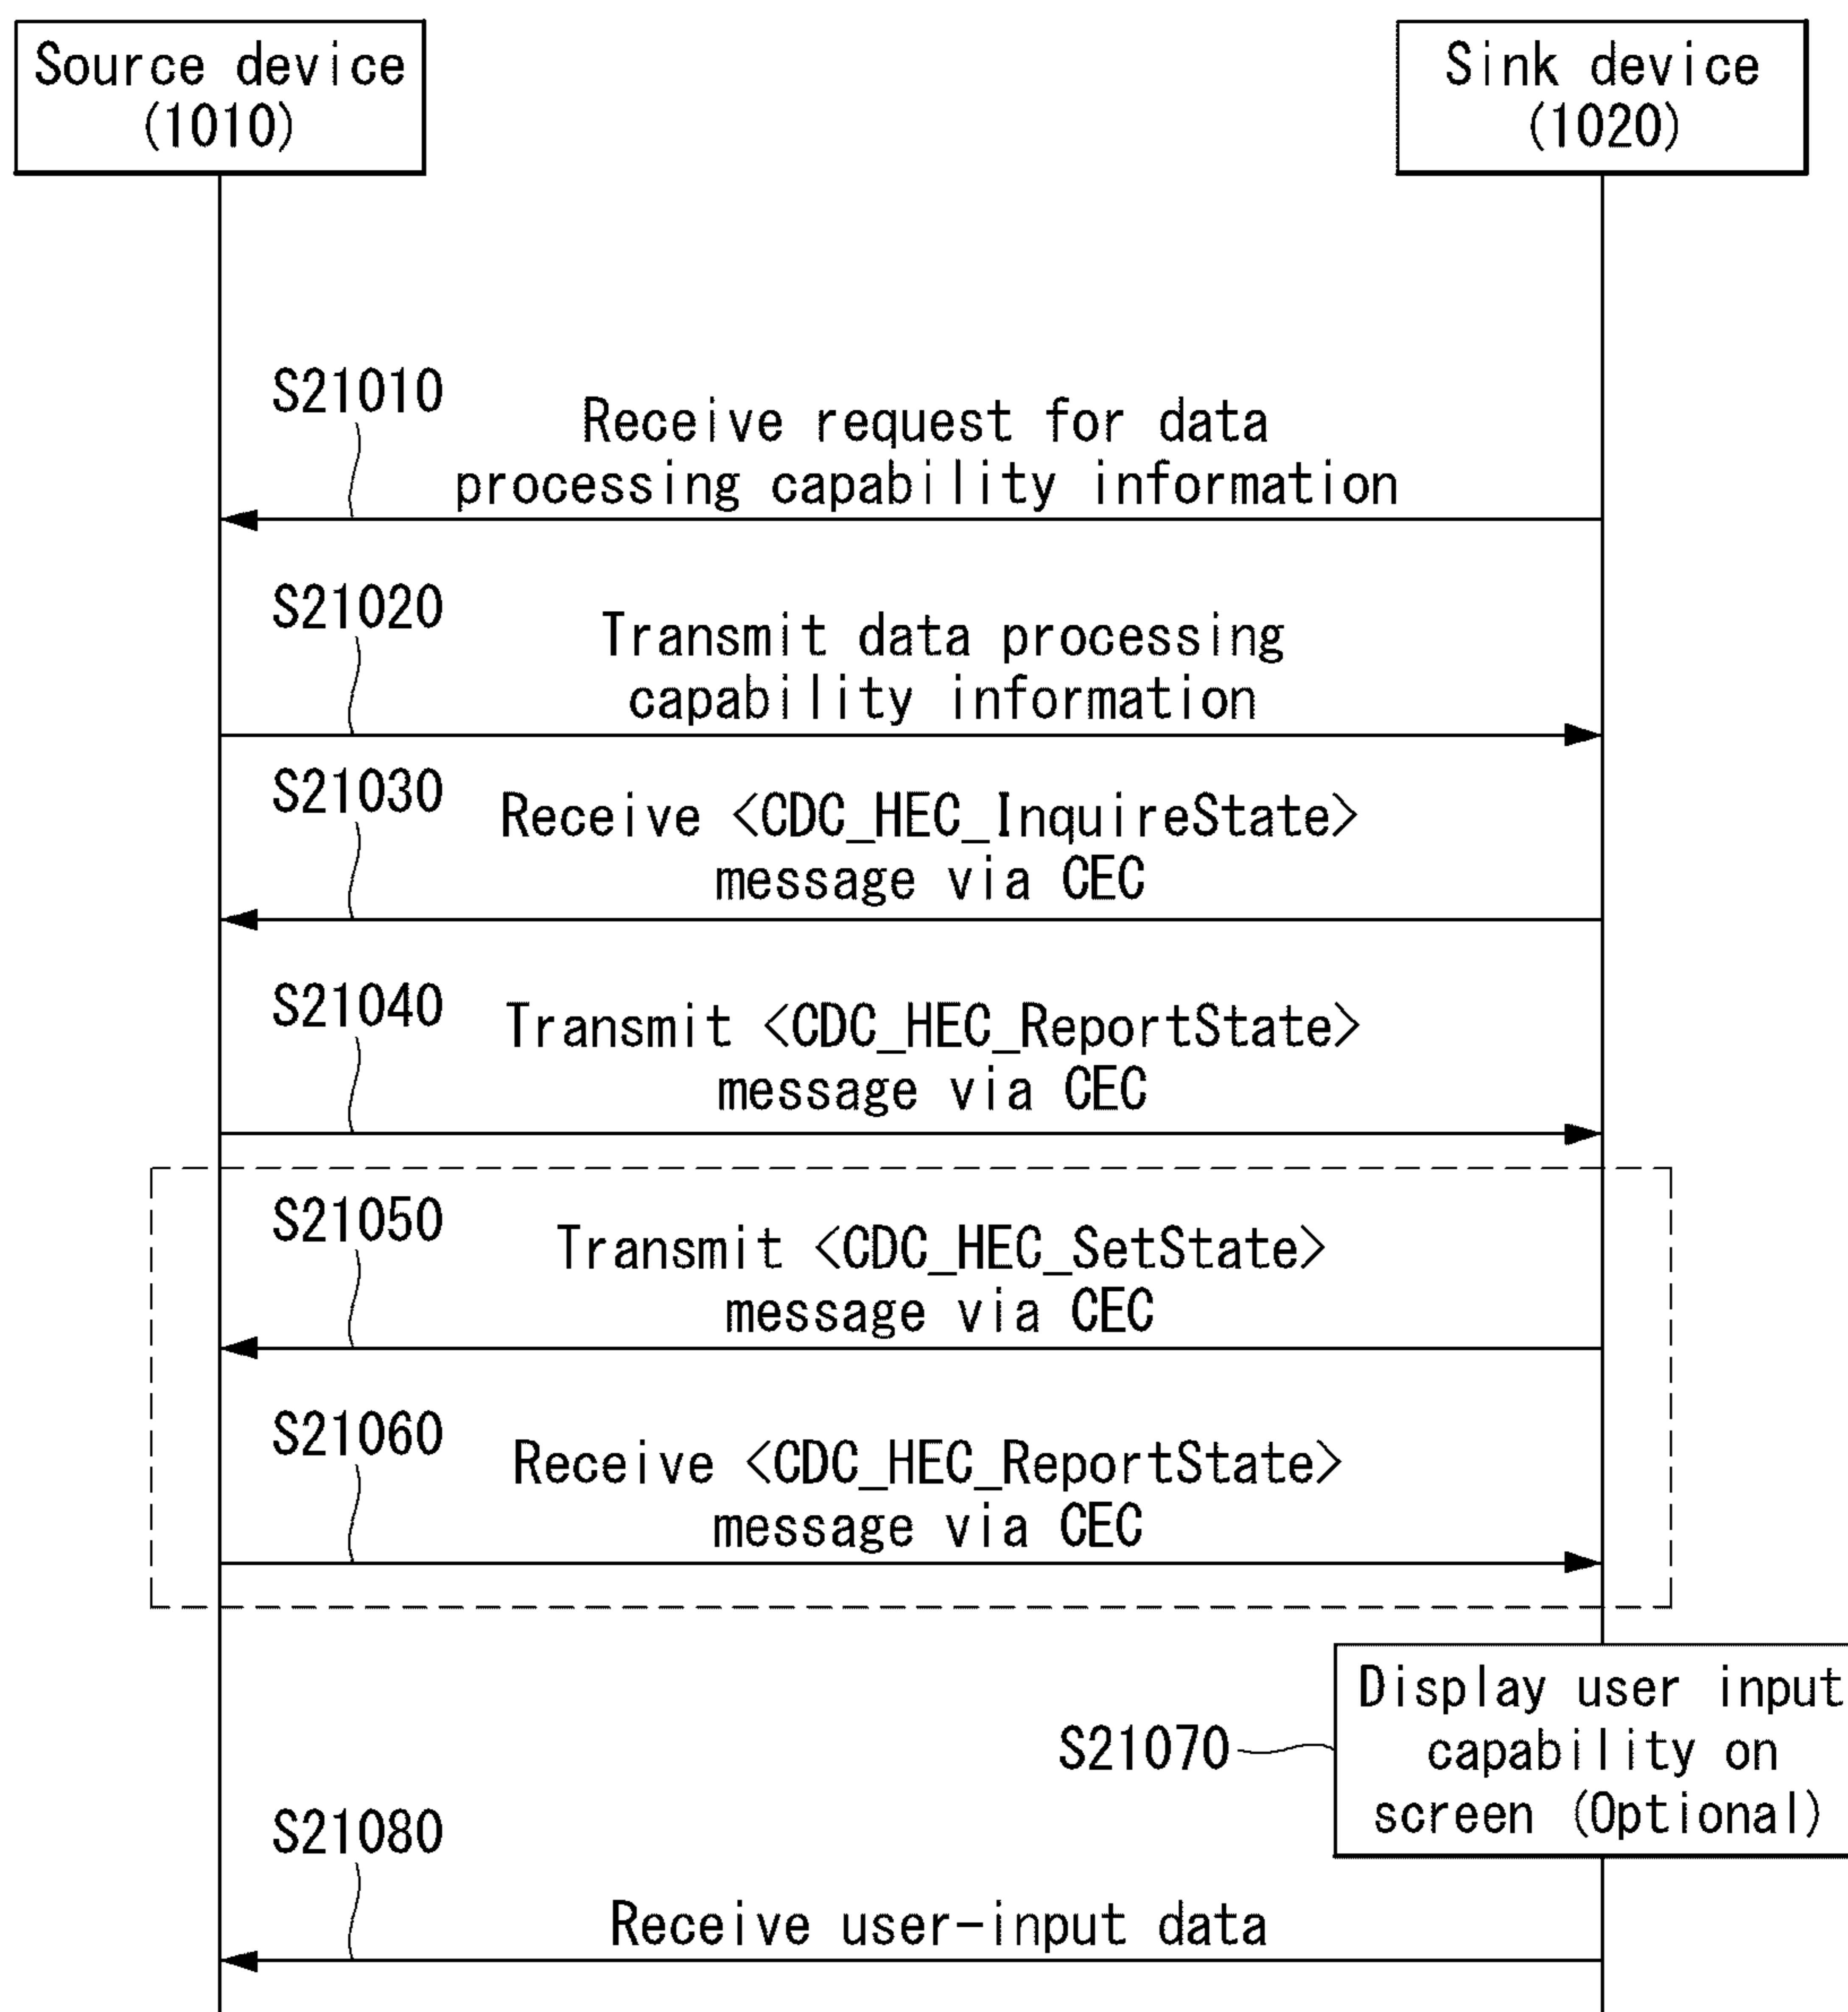 Source device
(1010)
Sink device
(1020)
S21010
Receive request for data
processing capability information
S21020
Transmit data processing
capability information
S21030
Receive <CDC_HEC_InquireState>
message via CEC
S21040
Transmit <CDC_HEC_ReportState>
message via CEC
S21050
Transmit <CDC_HEC_SetState>
message via CEC
S21060
Receive <CDC_HEC_ReportState>
message via CEC
Display user input
capability on
screen (Optional)
S21070
S21080
Receive user-input data